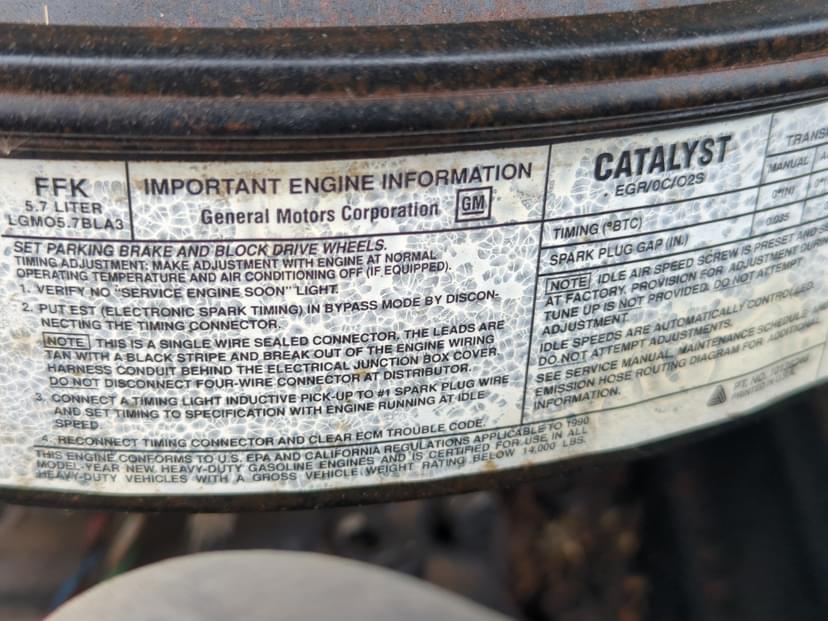 FFK
5.7 LITER
LGM05.7BLA3
IMPORTANT ENGINE INFORMATION
General Motors Corporation GM
SET PARKING BRAKE AND BLOCK DRIVE WHEELS.
TIMING ADJUSTMENT: MAKE ADJUSTMENT WITH ENGINE AT NORMAL
OPERATING TEMPERATURE AND AIR CONDITIONING OFF (IF EQUIPPED).
1. VERIFY NO "SERVICE ENGINE SOON" LIGHT.
2. PUT EST (ELECTRONIC SPARK TIMING) IN BYPASS MODE BY DISCON-
NECTING THE TIMING CONNECTOR.
NOTE THIS IS A SINGLE WIRE SEALED CONNECTOR. THE LEADS ARE
TAN WITH A BLACK STRIPE AND BREAK OUT OF THE ENGINE WIRING
HARNESS CONDUIT BEHIND THE ELECTRICAL JUNCTION BOX COVER.
DO NOT DISCONNECT FOUR-WIRE CONNECTOR AT DISTRIBUTOR.
3. CONNECT A TIMING LIGHT INDUCTIVE PICK-UP TO #1 SPARK PLUG WIRE
AND SET TIMING TO SPECIFICATION WITH ENGINE RUNNING AT IDLE
SPEED.
4. RECONNECT TIMING CONNECTOR AND CLEAR ECM TROUBLE CODE.
THIS ENGINE CONFORMS TO U.S. EPA AND CALIFORNIA REGULATIONS APPLICABLE TO 1990
MODEL-YEAR NEW HEAVY-DUTY GASOLINE ENGINES AND IS CERTIFIED FOR USE IN ALL
HEAVY-DUTY VEHICLES WITH A GROSS VEHICLE WEIGHT RATING BELOW 14,000 LBS.
CATALYST
EGR/0C/O2S
MANUAL
TIMING (°BTC) 0°(N)
SPARK PLUG GAP (IN.) 0.035
NOTE IDLE AIR SPEED SCREW IS PRESET AND
AT FACTORY. PROVISION FOR ADJUSTMENT
TUNE UP IS NOT PROVIDED. DO NOT ATTEMPT
ADJUSTMENT.
IDLE SPEEDS ARE AUTOMATICALLY CONTROLLED.
DO NOT ATTEMPT ADJUSTMENTS.
SEE SERVICE MANUAL, MAINTENANCE SCHEDULE
EMISSION HOSE ROUTING DIAGRAM FOR ADDITIONAL
INFORMATION.
PT. NO.
PRINTED IN